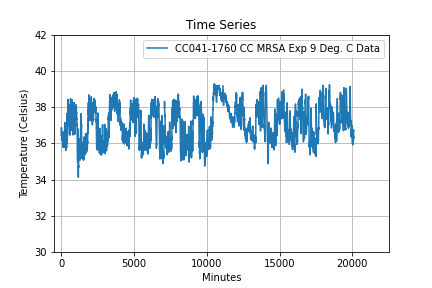 Time Series
CC041-1760 CC MRSA Exp 9 Deg. C Data
Temperature (Celsius)
42
40
38
36
34
32
30
0 5000 10000 15000 20000
Minutes